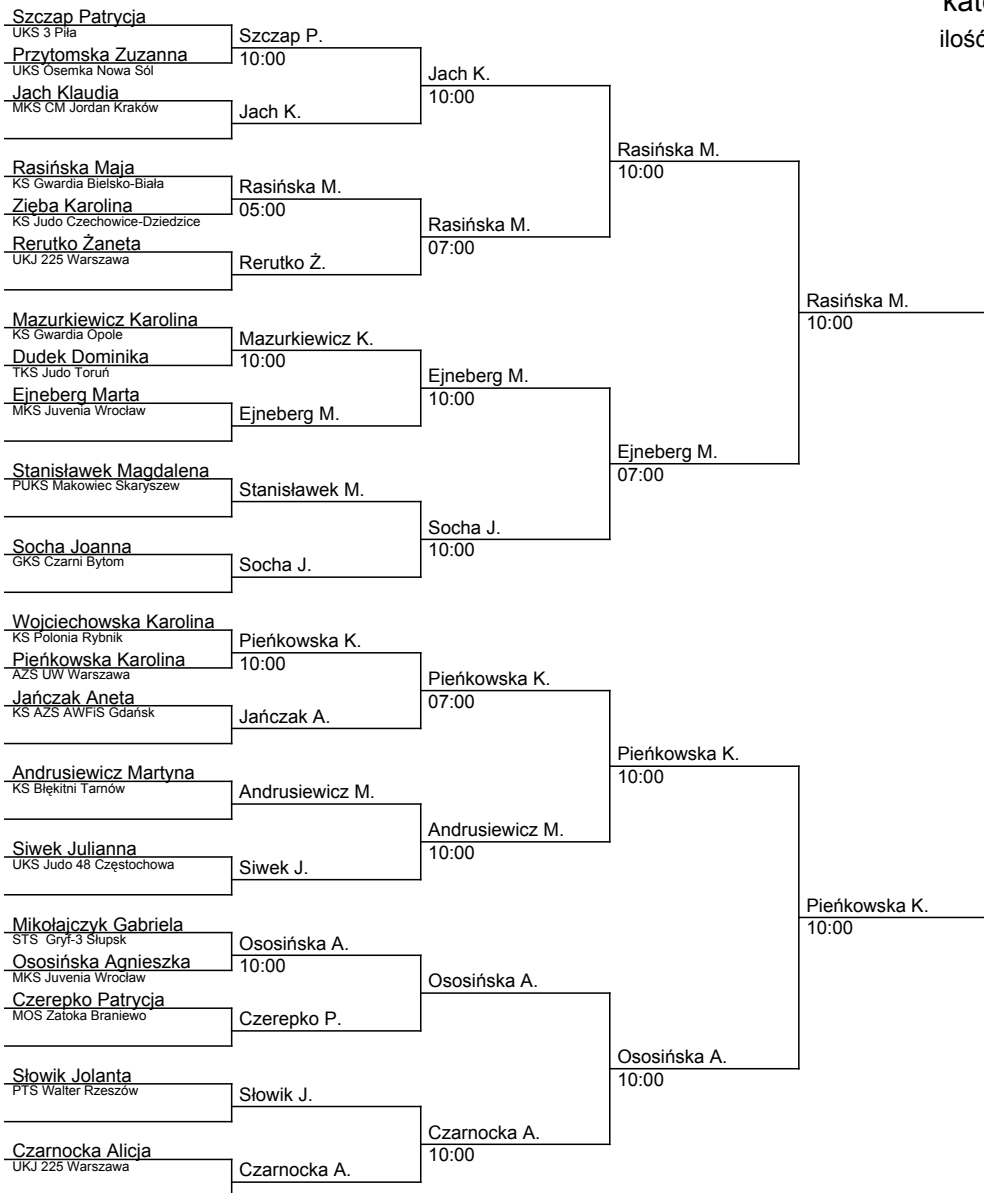 kat
ilość
Szczap Patrycja
UKS 3 Piła
Przytomska Zuzanna
UKS Ósemka Nowa Sól
Jach Klaudia
MKS CM Jordan Kraków
Rasińska Maja
KS Gwardia Bielsko-Biała
Zięba Karolina
KS Judo Czechowice-Dziedzice
Rerutko Żaneta
UKJ 225 Warszawa
Mazurkiewicz Karolina
KS Gwardia Opole
Dudek Dominika
TKS Judo Toruń
Ejneberg Marta
MKS Juvenia Wrocław
Stanisławek Magdalena
PUKS Makowiec Skaryszew
Socha Joanna
GKS Czarni Bytom
Wojciechowska Karolina
KS Polonia Rybnik
Pieńkowska Karolina
AZS UW Warszawa
Jańczak Aneta
KS AZS AWFiS Gdańsk
Andrusiewicz Martyna
KS Błękitni Tarnów
Siwek Julianna
UKS Judo 48 Częstochowa
Mikołajczyk Gabriela
STS Gryf-3 Słupsk
Ososińska Agnieszka
MKS Juvenia Wrocław
Czerepko Patrycja
MOS Zatoka Braniewo
Słowik Jolanta
PTS Walter Rzeszów
Czarnocka Alicja
UKJ 225 Warszawa
Szczap P.
10:00
Jach K.
Rasińska M.
05:00
Rerutko Ż.
Mazurkiewicz K.
10:00
Ejneberg M.
Stanisławek M.
Socha J.
Pieńkowska K.
10:00
Jańczak A.
Andrusiewicz M.
Siwek J.
Ososińska A.
10:00
Czerepko P.
Słowik J.
Czarnocka A.
Jach K.
10:00
Rasińska M.
07:00
Ejneberg M.
10:00
Socha J.
10:00
Pieńkowska K.
07:00
Andrusiewicz M.
10:00
Ososińska A.
Czarnocka A.
10:00
Rasińska M.
10:00
Ejneberg M.
07:00
Pieńkowska K.
10:00
Ososińska A.
10:00
Rasińska M.
10:00
Pieńkowska K.
10:00